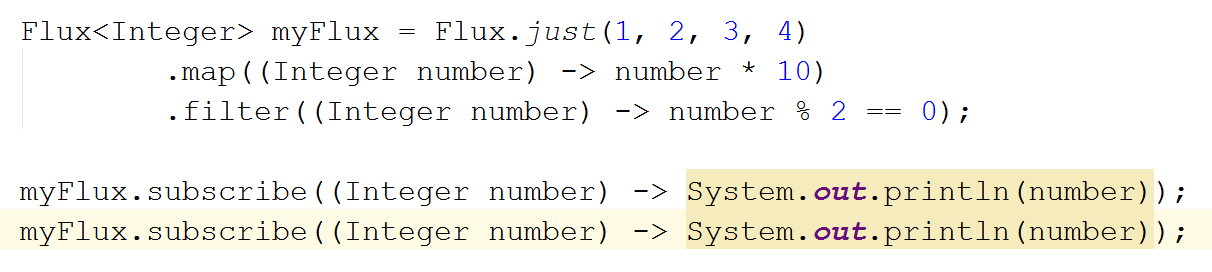 Flux<Integer> myFlux = Flux.just(1, 2, 3, 4)
.map((Integer number) -> number * 10)
.filter((Integer number) -> number % 2 == 0);
myFlux.subscribe((Integer number) -> System.out.println(number));
myFlux.subscribe((Integer number) -> System.out.println(number));